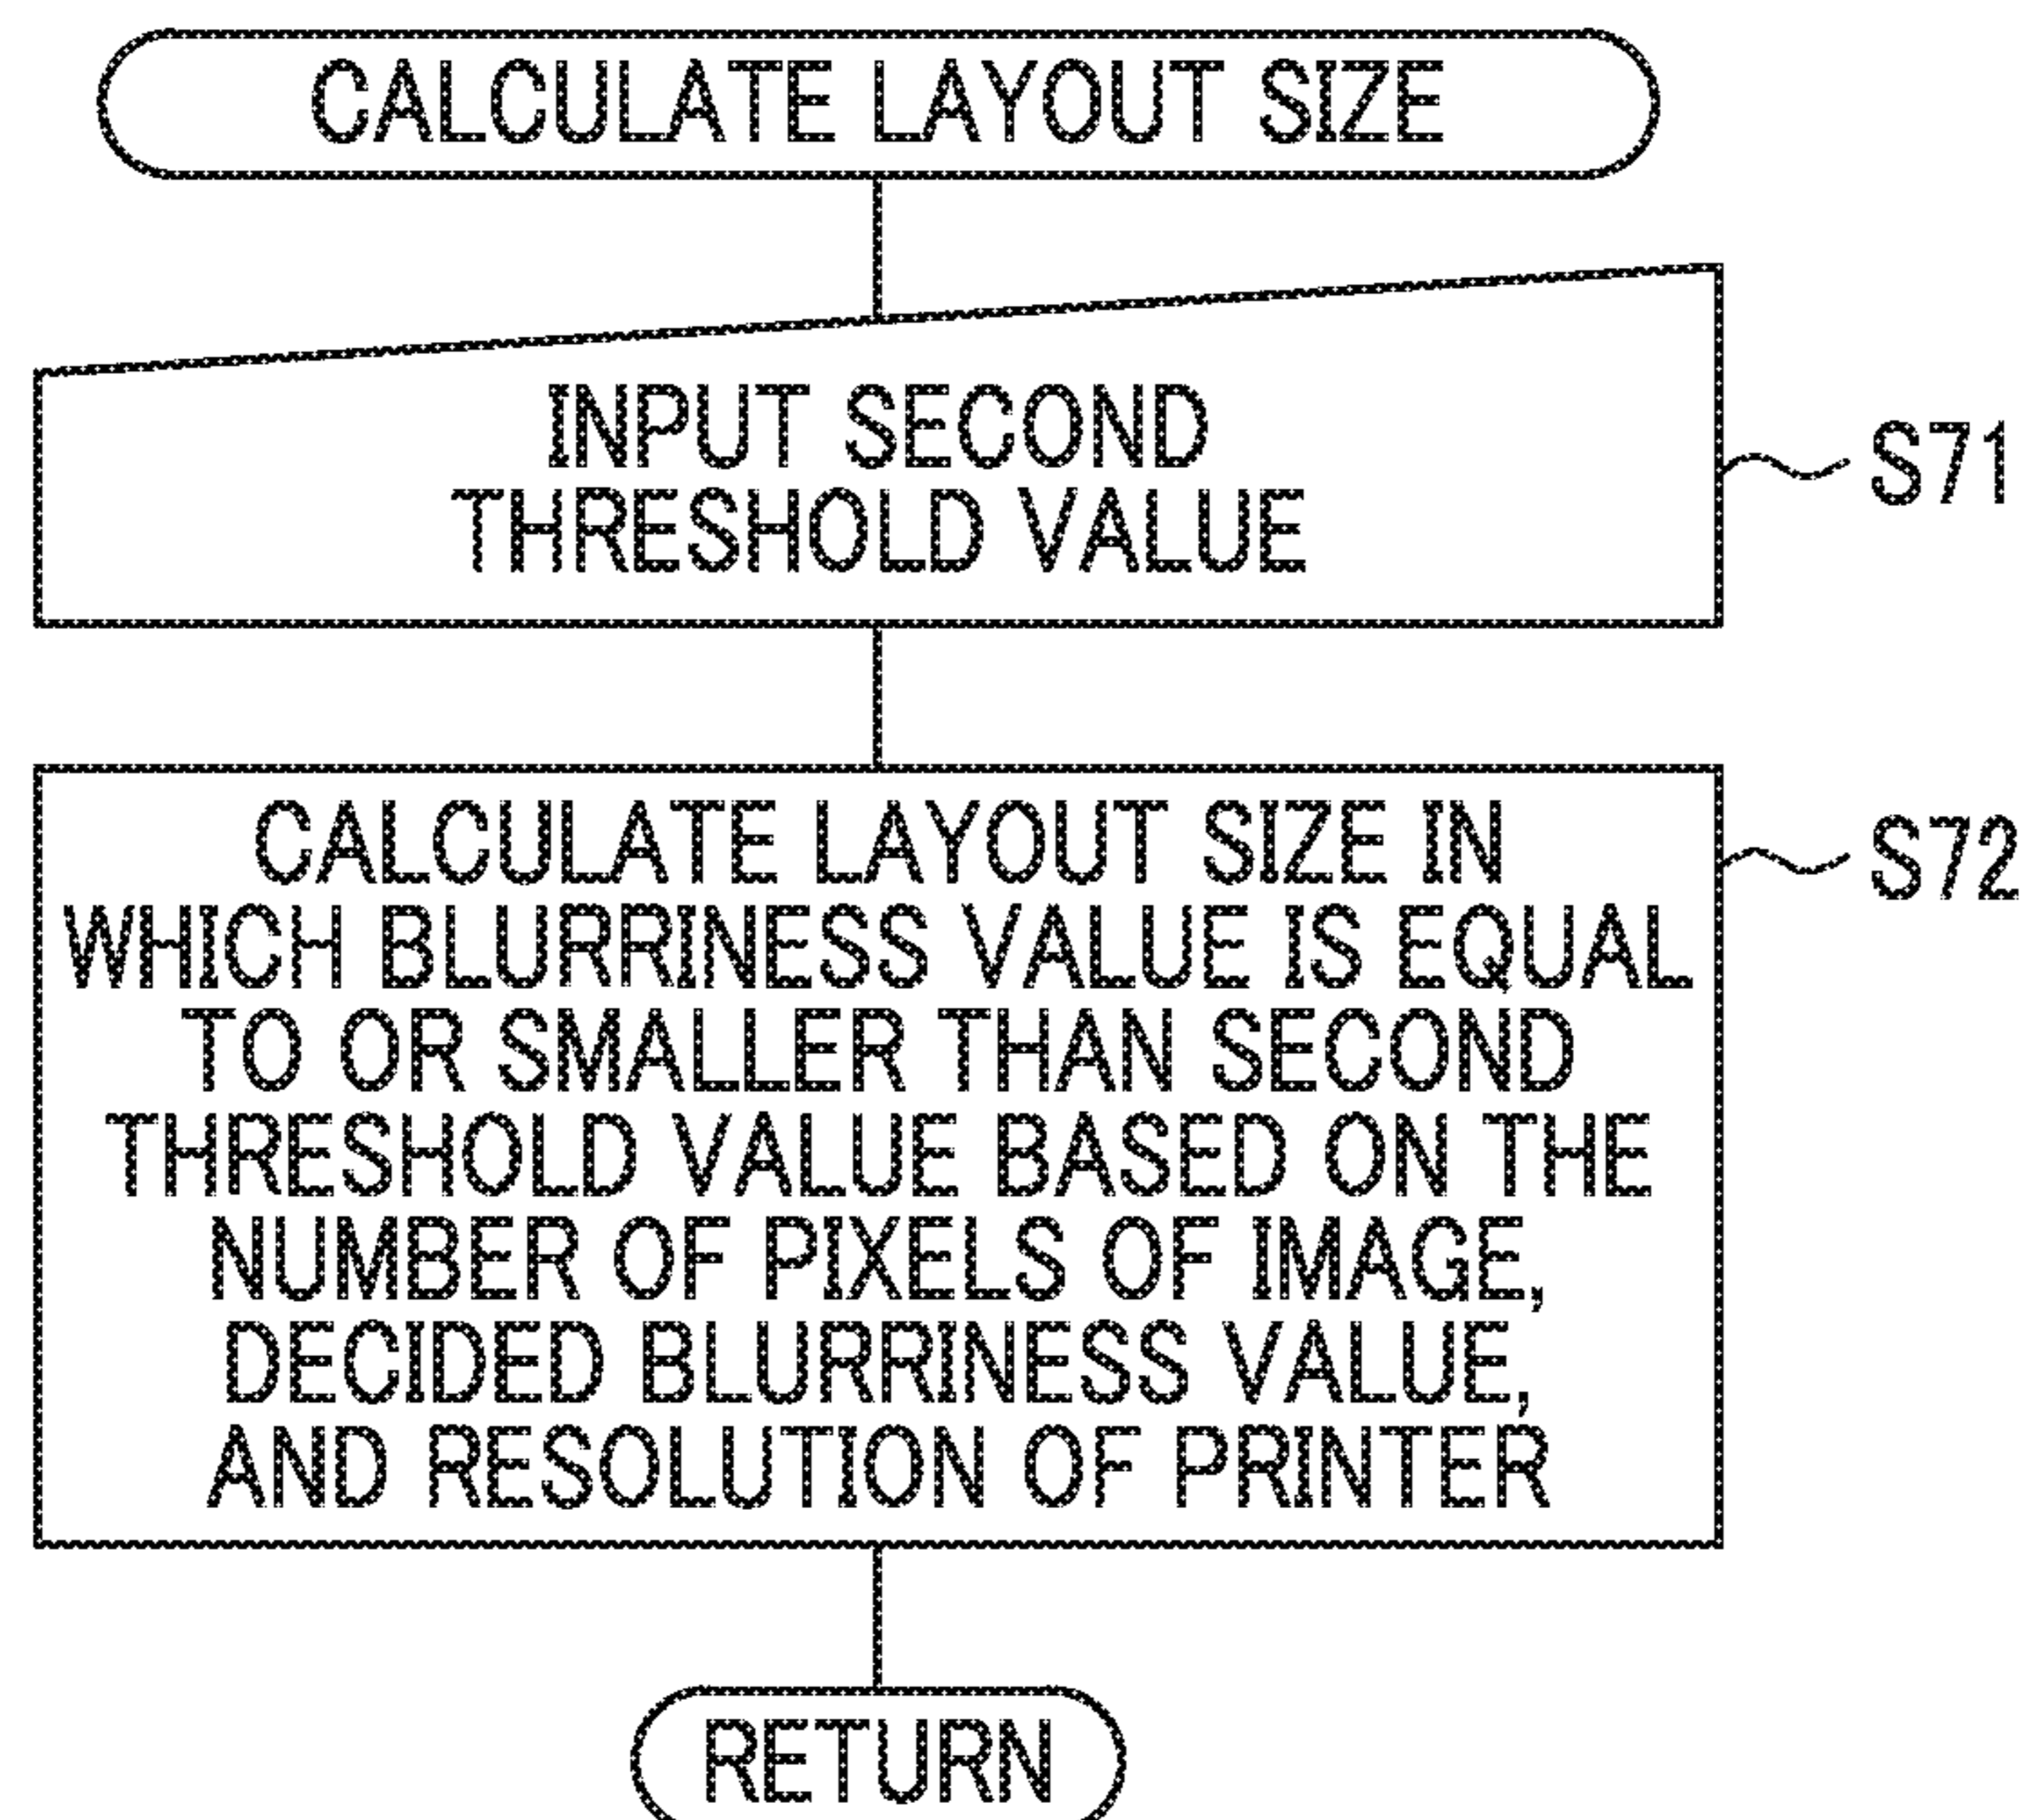 CALCULATE LAYOUT SIZE
INPUT SECOND
THRESHOLD VALUE
S71
CALCULATE LAYOUT SIZE IN
WHICH BLURRINESS VALUE IS EQUAL
TO OR SMALLER THAN SECOND
THRESHOLD VALUE BASED ON THE
NUMBER OF PIXELS OF IMAGE,
DECIDED BLURRINESS VALUE,
AND RESOLUTION OF PRINTER
S72
RETURN